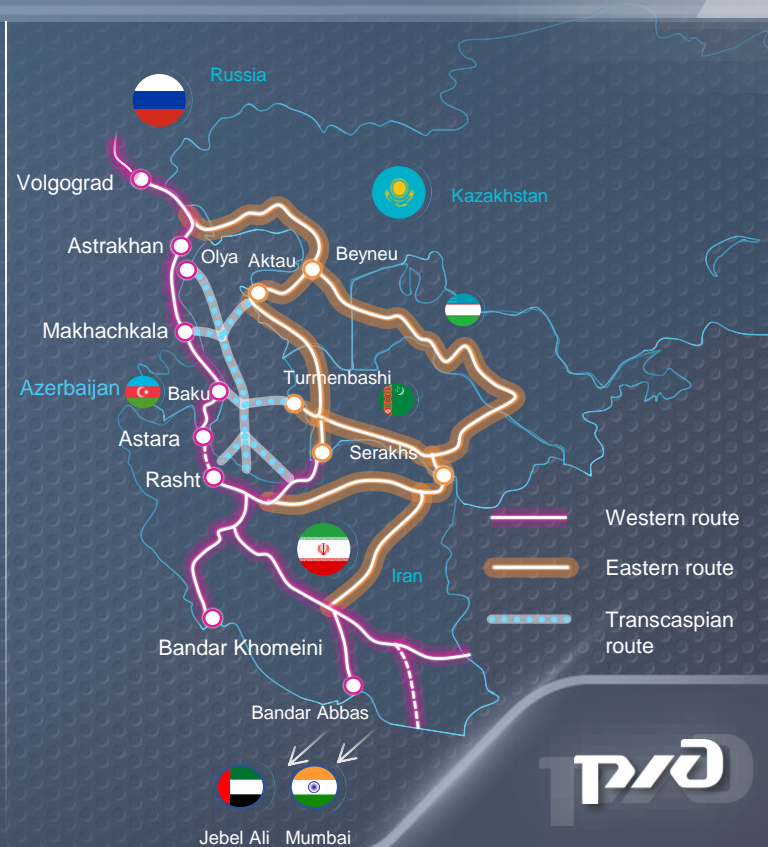 Russia
Volgograd
Kazakhstan
Astrakhan
Olya
Aktau
Beyneu
Makhachkala
Azerbaijan
Baku
Turmenbashi
Astara
Serakhs
Rasht
Western route
Eastern route
Iran
Transcaspian
route
Bandar Khomeini
Bandar Abbas
Jebel Ali
Mumbai
ржд